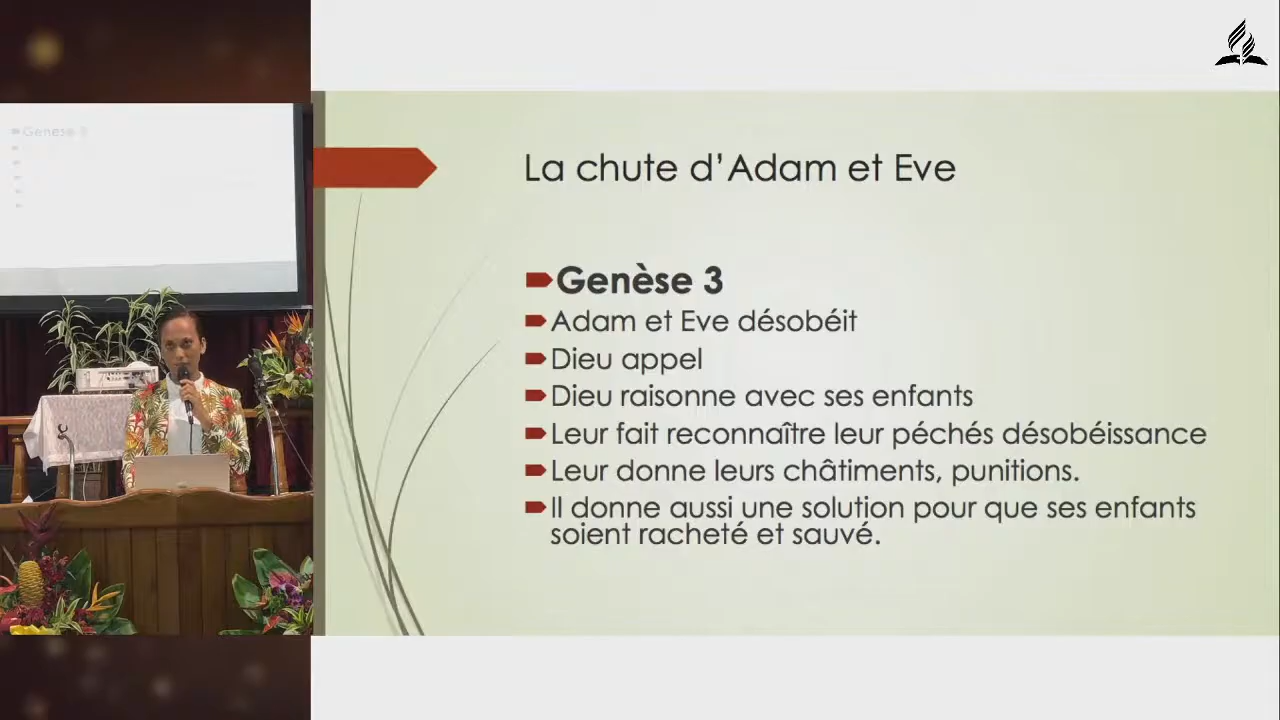 Genèse 3
La chute d’Adam et Eve
Genèse 3
Adam et Eve désobéit
Dieu appel
Dieu raisonne avec ses enfants
Leur fait reconnaître leur péchés désobéissance
Leur donne leurs châtiments, punitions.
Il donne aussi une solution pour que ses enfants
soient racheté et sauvé.